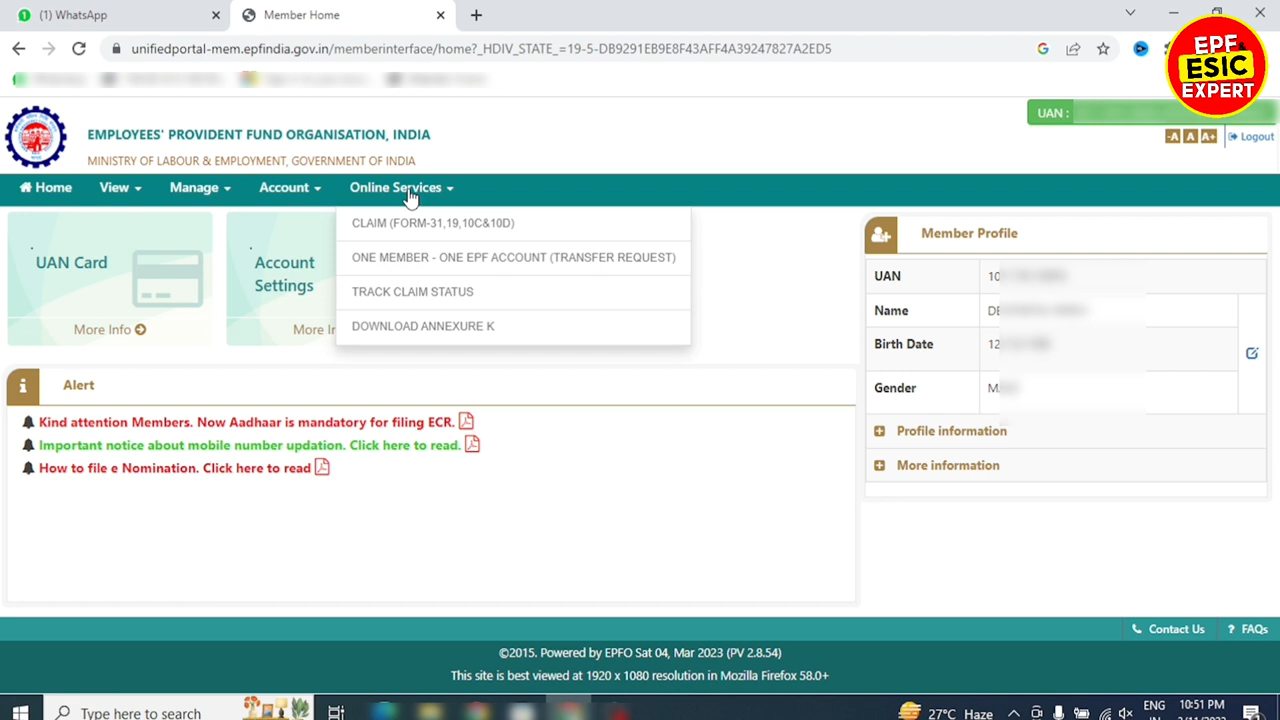 (1) WhatsApp
Member Home
unifiedportal-mem.epfindia.gov.in/memberinterface/home?_HDIV_STATE_=19-5-DB9291EB9E8F43AFF4A39247827A2ED5
EPF
ESIC
EXPERT
EMPLOYEES' PROVIDENT FUND ORGANISATION, INDIA
MINISTRY OF LABOUR & EMPLOYMENT, GOVERNMENT OF INDIA
UAN :
-A A A+ Logout
Home View Manage Account Online Services
CLAIM (FORM-31,19,10C&10D)
ONE MEMBER - ONE EPF ACCOUNT (TRANSFER REQUEST)
TRACK CLAIM STATUS
DOWNLOAD ANNEXURE K
UAN Card
More Info
Account
Settings
More Ir
Member Profile
UAN 10
Name DE
Birth Date 12
Gender M
Profile information
More information
Alert
Kind attention Members. Now Aadhaar is mandatory for filing ECR.
Important notice about mobile number updation. Click here to read.
How to file e Nomination. Click here to read
Contact Us ? FAQs
©2015. Powered by EPFO Sat 04, Mar 2023 (PV 2.8.54)
This site is best viewed at 1920 x 1080 resolution in Mozilla Firefox 58.0+
Type here to search
27°C Haze
ENG
IN
10:51 PM